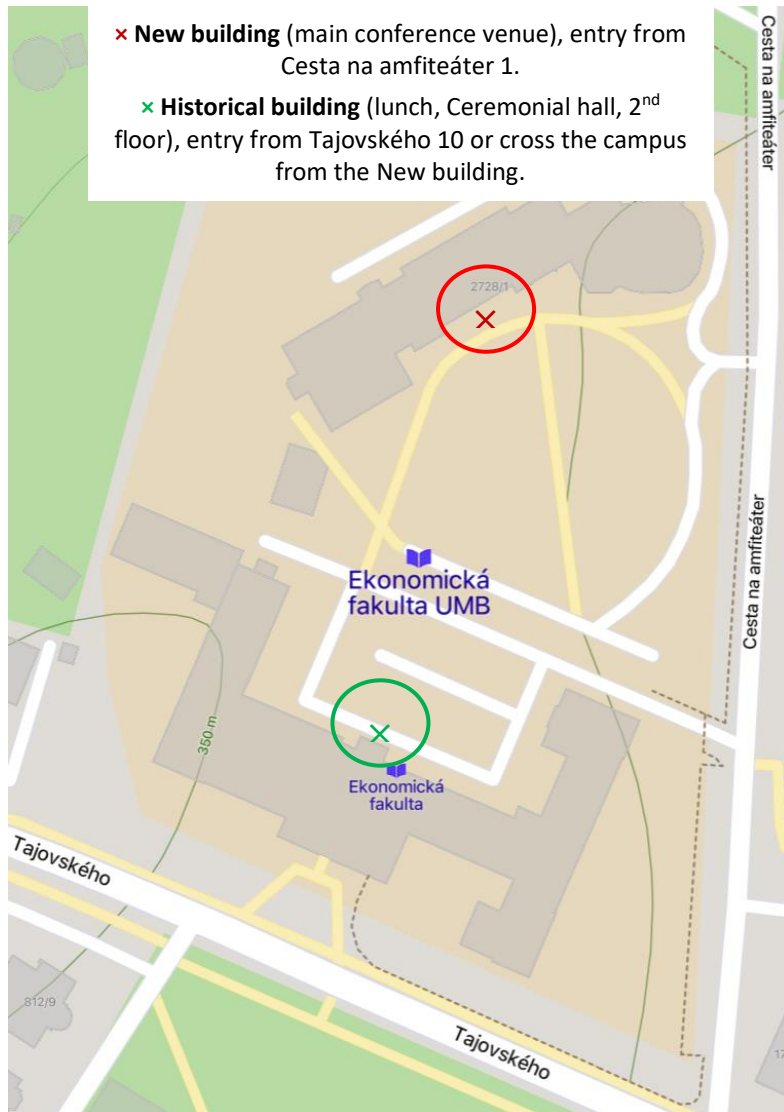 × New building (main conference venue), entry from
Cesta na amfiteáter 1.
× Historical building (lunch, Ceremonial hall, 2nd
floor), entry from Tajovského 10 or cross the campus
from the New building.
Cesta na amfiteáter
2728/1
Cesta na amfiteáter
Ekonomická
fakulta UMB
350 m
Ekonomická
fakulta
Tajovského
812/9
Tajovského
17